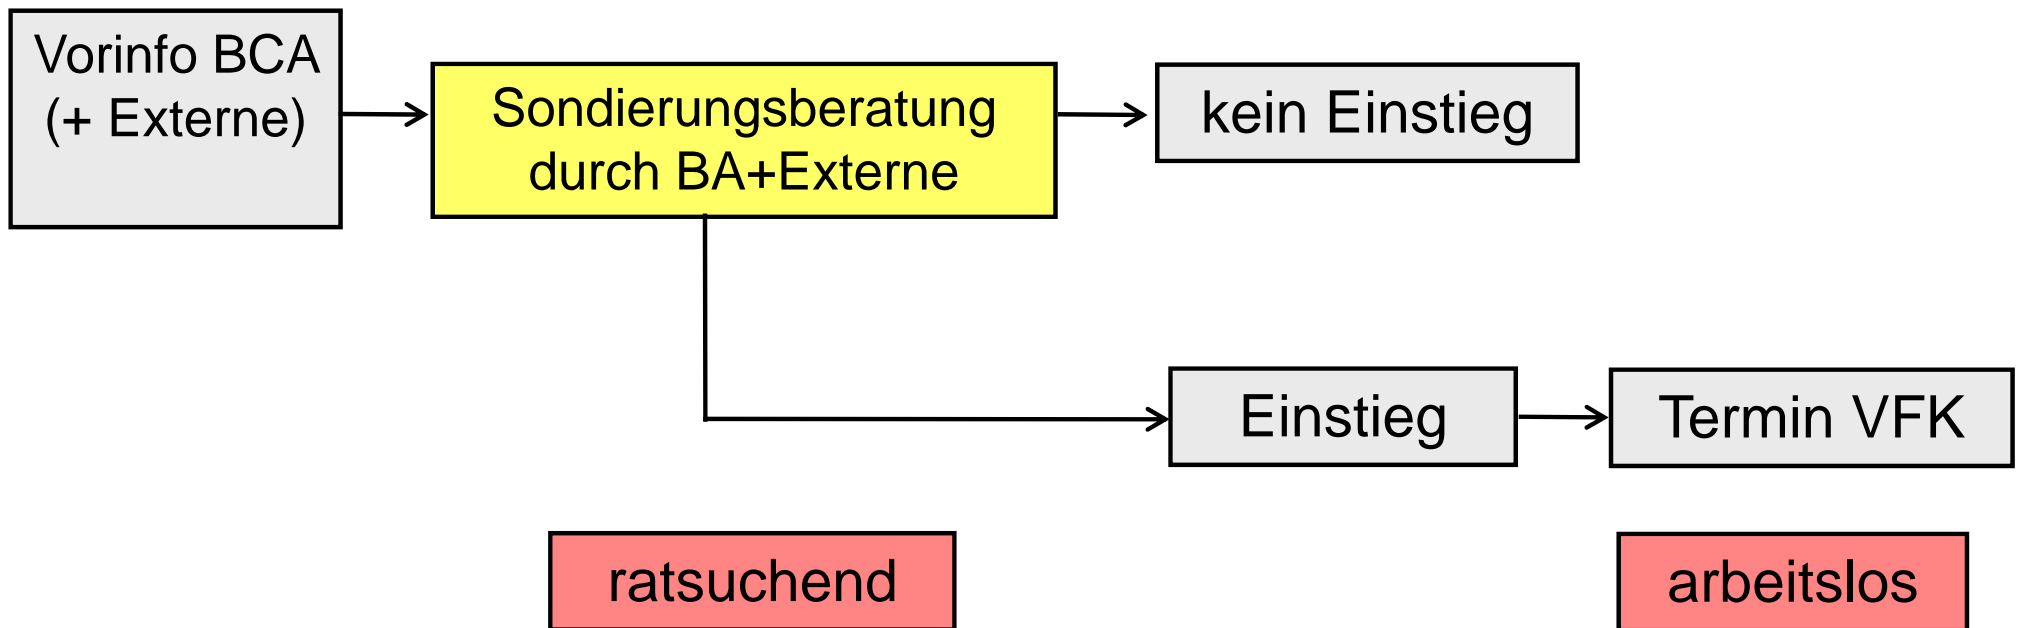 Vorinfo BCA
(+ Externe)
Sondierungsberatung
durch BA+Externe
kein Einstieg
Einstieg
Termin VFK
ratsuchend
arbeitslos